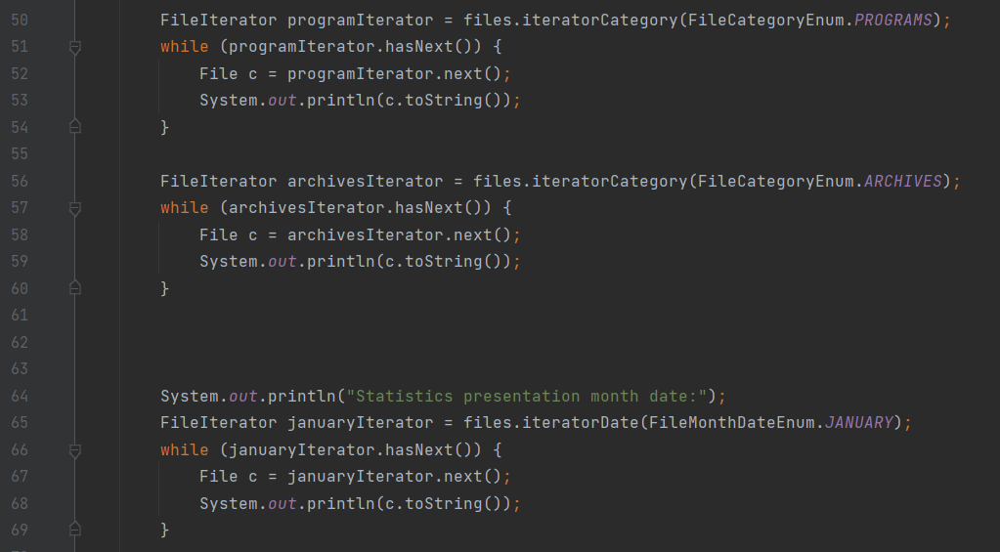 50 FileIterator programIterator = files.iteratorCategory(FileCategoryEnum.PROGRAMS);
51 while (programIterator.hasNext()) {
52 File c = programIterator.next();
53 System.out.println(c.toString());
54 }
55
56 FileIterator archivesIterator = files.iteratorCategory(FileCategoryEnum.ARCHIVES);
57 while (archivesIterator.hasNext()) {
58 File c = archivesIterator.next();
59 System.out.println(c.toString());
60 }
61
62
63
64 System.out.println("Statistics presentation month date:");
65 FileIterator januaryIterator = files.iteratorDate(FileMonthDateEnum.JANUARY);
66 while (januaryIterator.hasNext()) {
67 File c = januaryIterator.next();
68 System.out.println(c.toString());
69 }